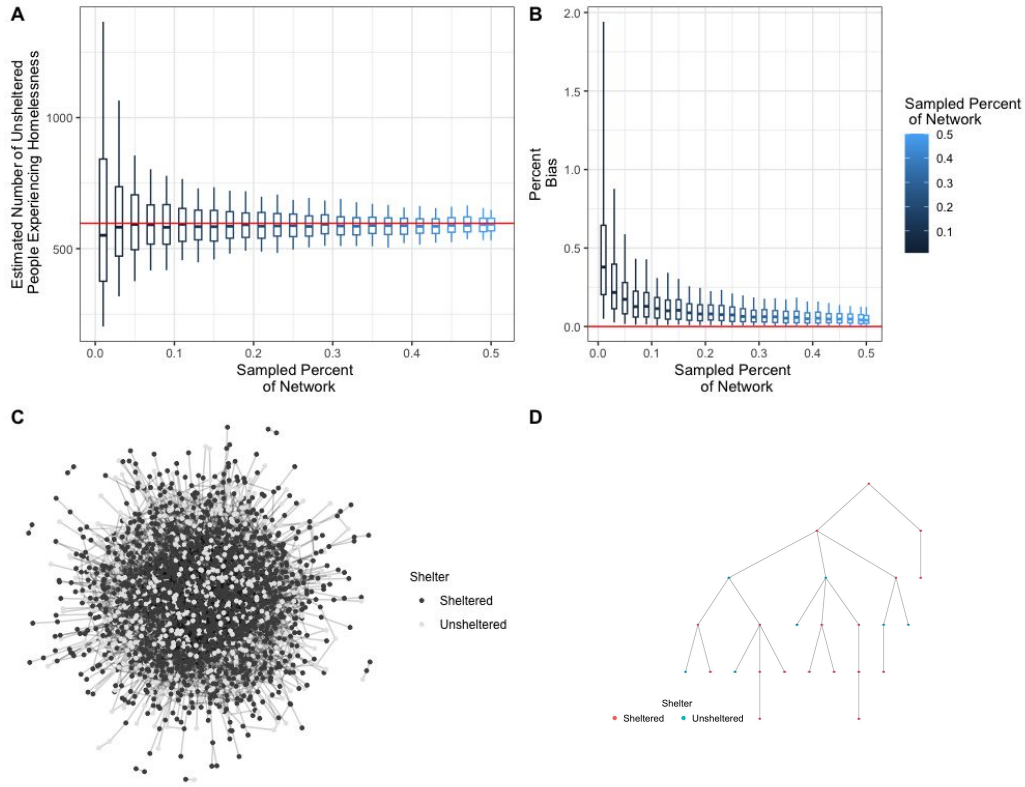 A
Estimated Number of Unsheltered
People Experiencing Homelessness
1000
500
0.0
0.1
0.2
0.3
0.4
0.5
Sampled Percent
of Network
B
Percent
Bias
2.0
1.5
1.0
0.5
0.0
0.0
0.1
0.2
0.3
0.4
0.5
Sampled Percent
of Network
Sampled Percent
of Network
0.5
0.4
0.3
0.2
0.1
C
Shelter
Sheltered
Unsheltered
D
Shelter
Sheltered
Unsheltered